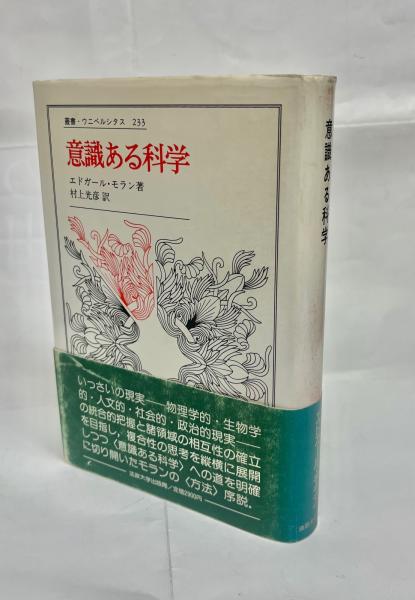 叢書・ウニベルシタス 233
意識ある科学
エドガール・モラン著
村上光彦 訳
いっさいの現実――物理学的・生物学
的・人文的・社会的・政治的現実――
の統合的把握と諸領域の相互性の確立
を目指し,複合性の思考を縦横に展開
しつつ〈意識ある科学〉への道を明確
に切り開いたモランの〈方法〉序説.
法政大学出版局／定価2900円
意識ある科学